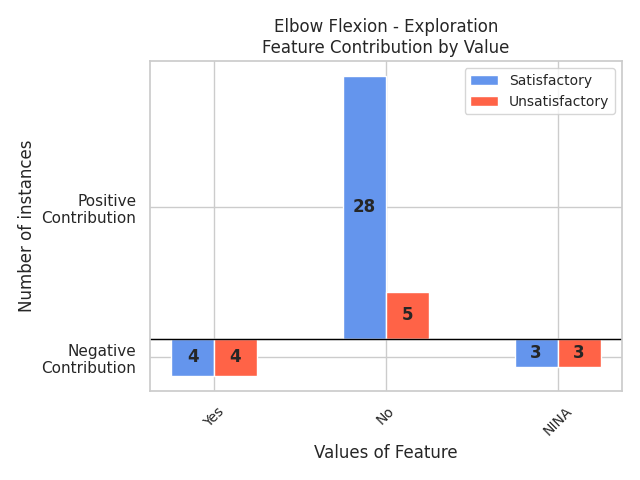 Elbow Flexion - Exploration
Feature Contribution by Value
Satisfactory
Unsatisfactory
Number of instances
Positive
Contribution
Negative
Contribution
28
5
4
4
3
3
Yes
No
NINA
Values of Feature